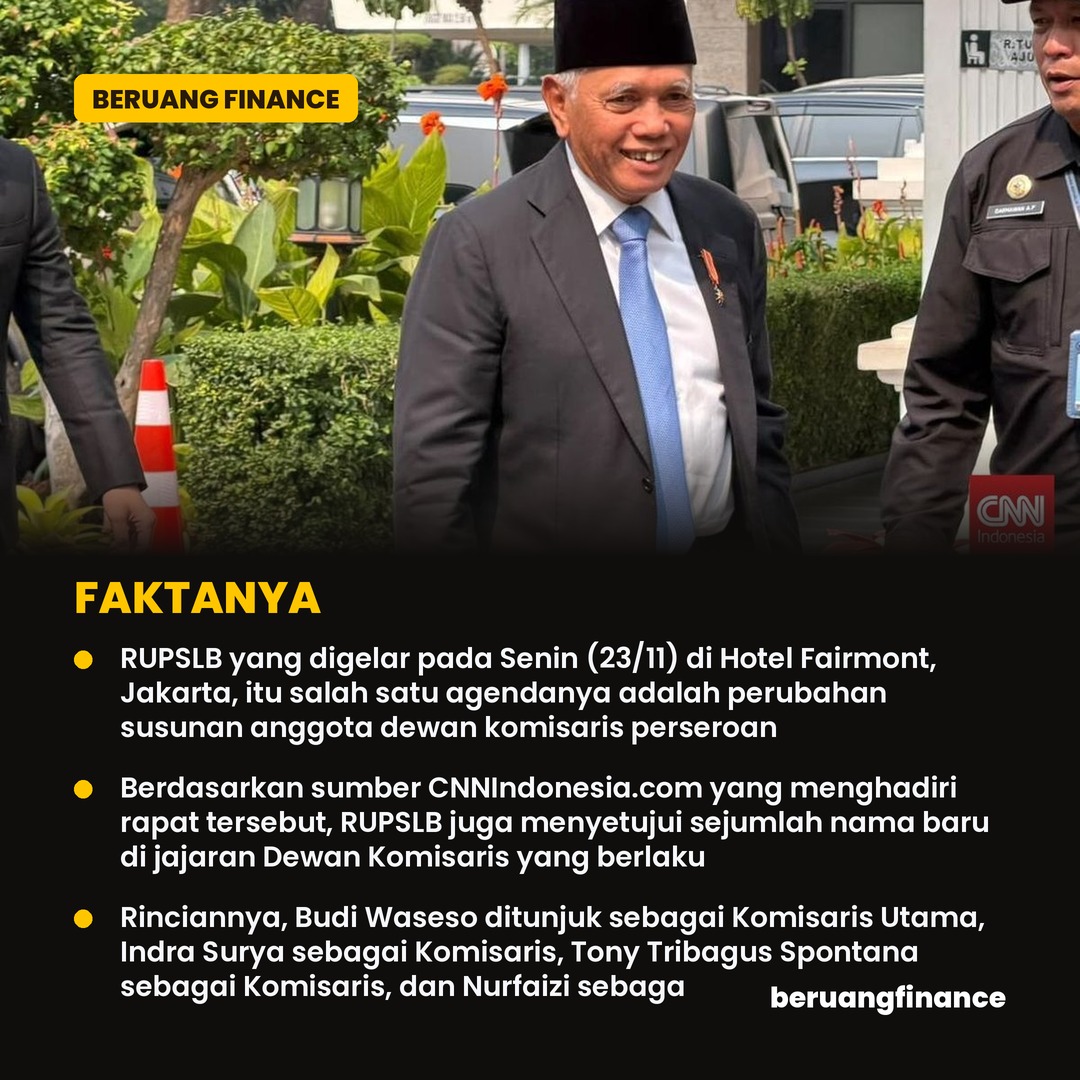 BERUANG FINANCE
R.TU
AJU
DARMAWAN A.P
CNN
Indonesia
FAKTANYA
RUPSLB yang digelar pada Senin (23/11) di Hotel Fairmont,
Jakarta, itu salah satu agendanya adalah perubahan
susunan anggota dewan komisaris perseroan
Berdasarkan sumber CNNIndonesia.com yang menghadiri
rapat tersebut, RUPSLB juga menyetujui sejumlah nama baru
di jajaran Dewan Komisaris yang berlaku
Rinciannya, Budi Waseso ditunjuk sebagai Komisaris Utama,
Indra Surya sebagai Komisaris, Tony Tribagus Spontana
sebagai Komisaris, dan Nurfaizi sebaga
beruangfinance